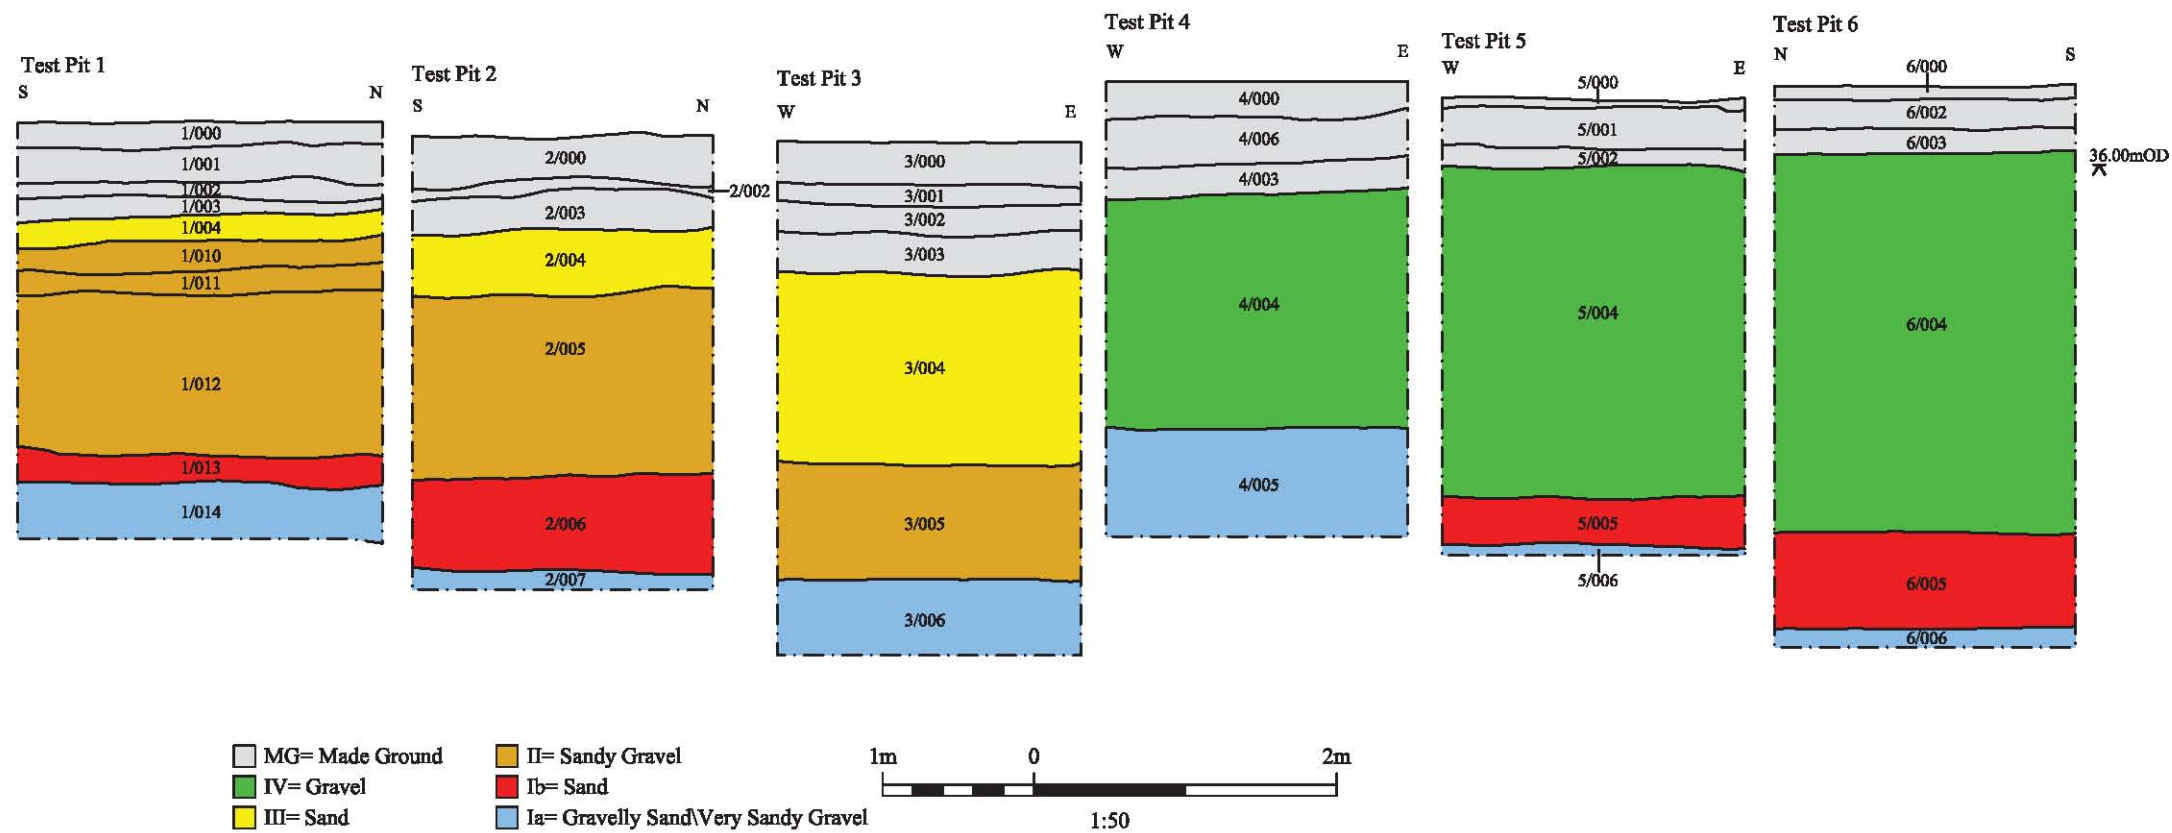 Test Pit 1
S N
1/000
1/001
1/002
1/003
1/004
1/010
1/011
1/012
1/013
1/014
Test Pit 2
S N
2/000
2/002
2/003
2/004
2/005
2/006
2/007
Test Pit 3
W E
3/000
3/001
3/002
3/003
3/004
3/005
3/006
Test Pit 4
W E
4/000
4/006
4/003
4/004
4/005
Test Pit 5
W E
5/000
5/001
5/002
5/004
5/005
5/006
Test Pit 6
N S
6/000
6/002
6/003
6/004
6/005
6/006
36.00mOD
MG= Made Ground
IV= Gravel
III= Sand
II= Sandy Gravel
Ib= Sand
Ia= Gravelly Sand\Very Sandy Gravel
1m 0 2m
1:50